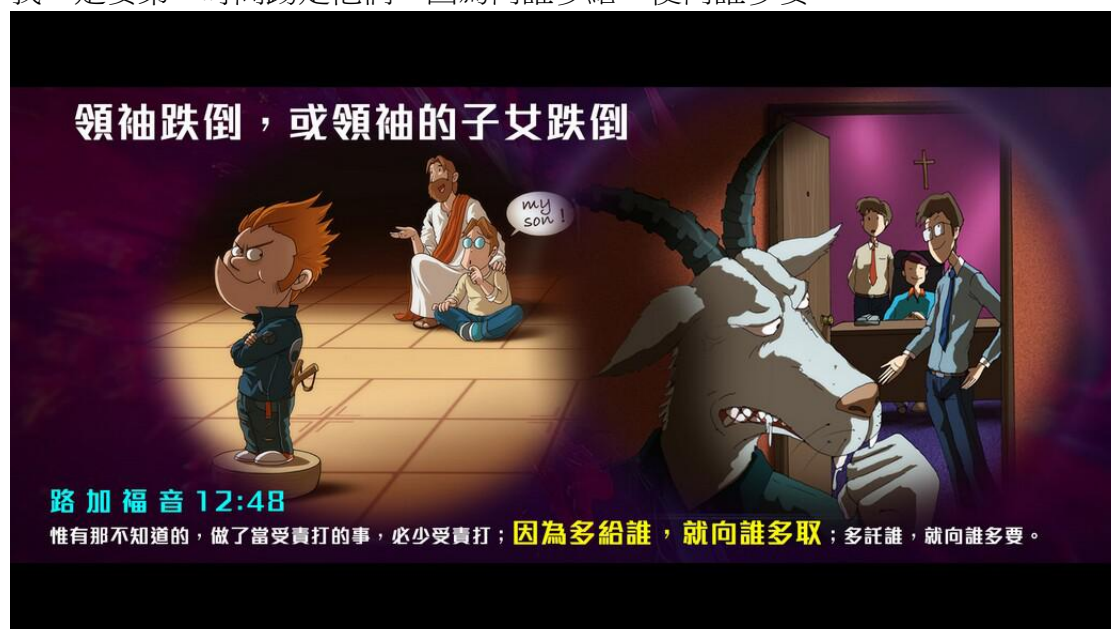 領袖跌倒，或領袖的子女跌倒
my
son !
路加福音12:48
惟有那不知道的，做了當受責打的事，必少受責打；因為多給誰，就向誰多取；多託誰，就向誰多要。